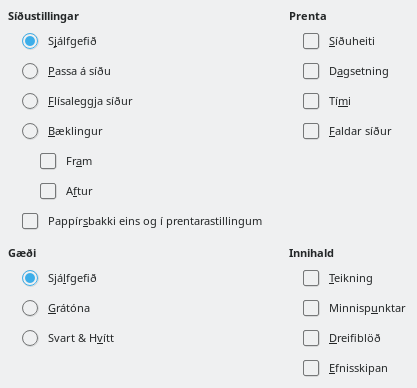 Síðustillingar
Sjálfgefið
Passa á síðu
Flísaleggja síður
Bæklingur
Fram
Aftur
Pappírsbakki eins og í prentarastillingum
Prenta
Síðuheiti
Dagsetning
Tími
Faldar síður
Gæði
Sjálfgefið
Grátóna
Svart & Hvítt
Innihald
Teikning
Minnispunktar
Dreifiblöð
Efnisskipan